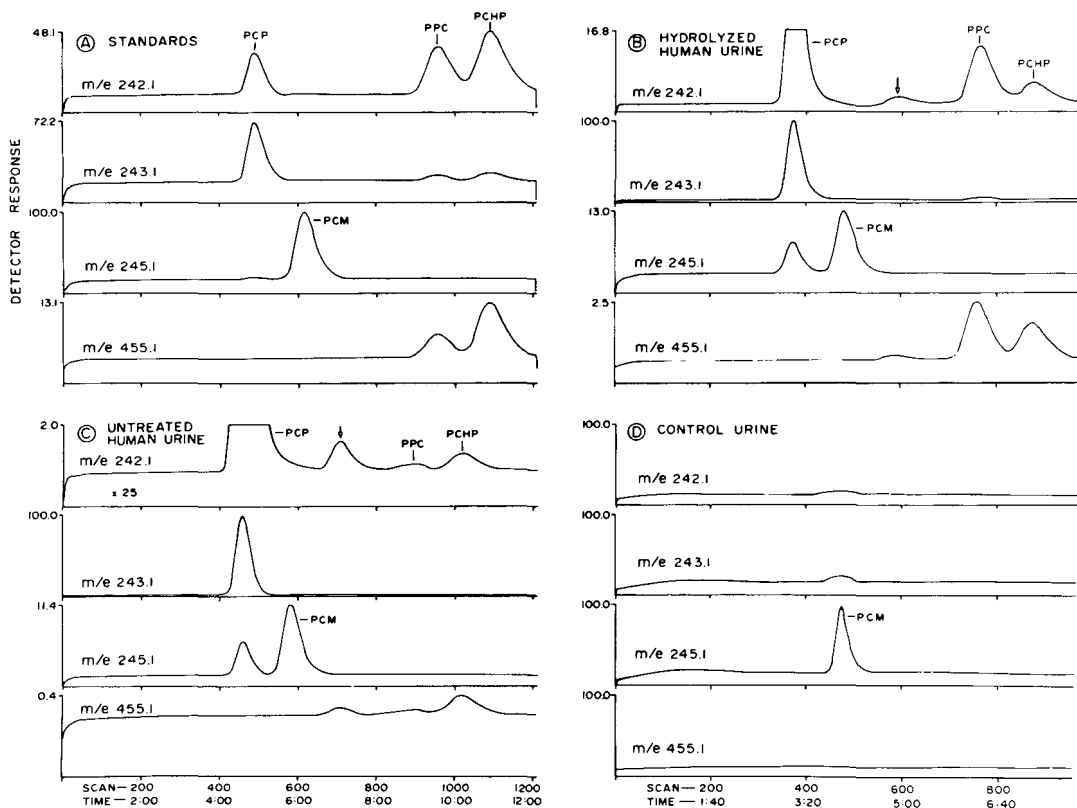 DETECTOR RESPONSE
Ⓐ STANDARDS
48.1
PCP
PPC
PCHP
m/e 242.1
72.2
m/e 243.1
100.0
PCM
m/e 245.1
13.1
m/e 455.1
Ⓑ HYDROLYZED HUMAN URINE
16.8
PCP
PPC
PCHP
m/e 242.1
100.0
m/e 243.1
13.0
PCM
m/e 245.1
2.5
m/e 455.1
Ⓒ UNTREATED HUMAN URINE
2.0
PCP
PPC
PCHP
m/e 242.1
x 25
100.0
m/e 243.1
11.4
PCM
m/e 245.1
0.4
m/e 455.1
SCAN— 200 400 600 800 1000 1200
TIME — 2:00 4:00 6:00 8:00 10:00 12:00
Ⓓ CONTROL URINE
100.0
m/e 242.1
100.0
m/e 243.1
100.0
PCM
m/e 245.1
100.0
m/e 455.1
SCAN— 200 400 600 800
TIME — 1:40 3:20 5:00 6:40